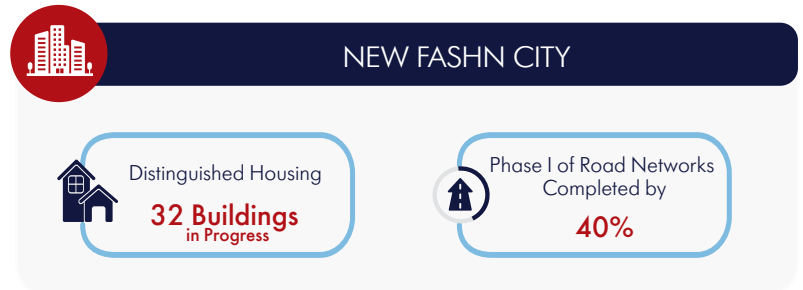 NEW FASHN CITY
Distinguished Housing
32 Buildings
in Progress
Phase I of Road Networks
Completed by
40%